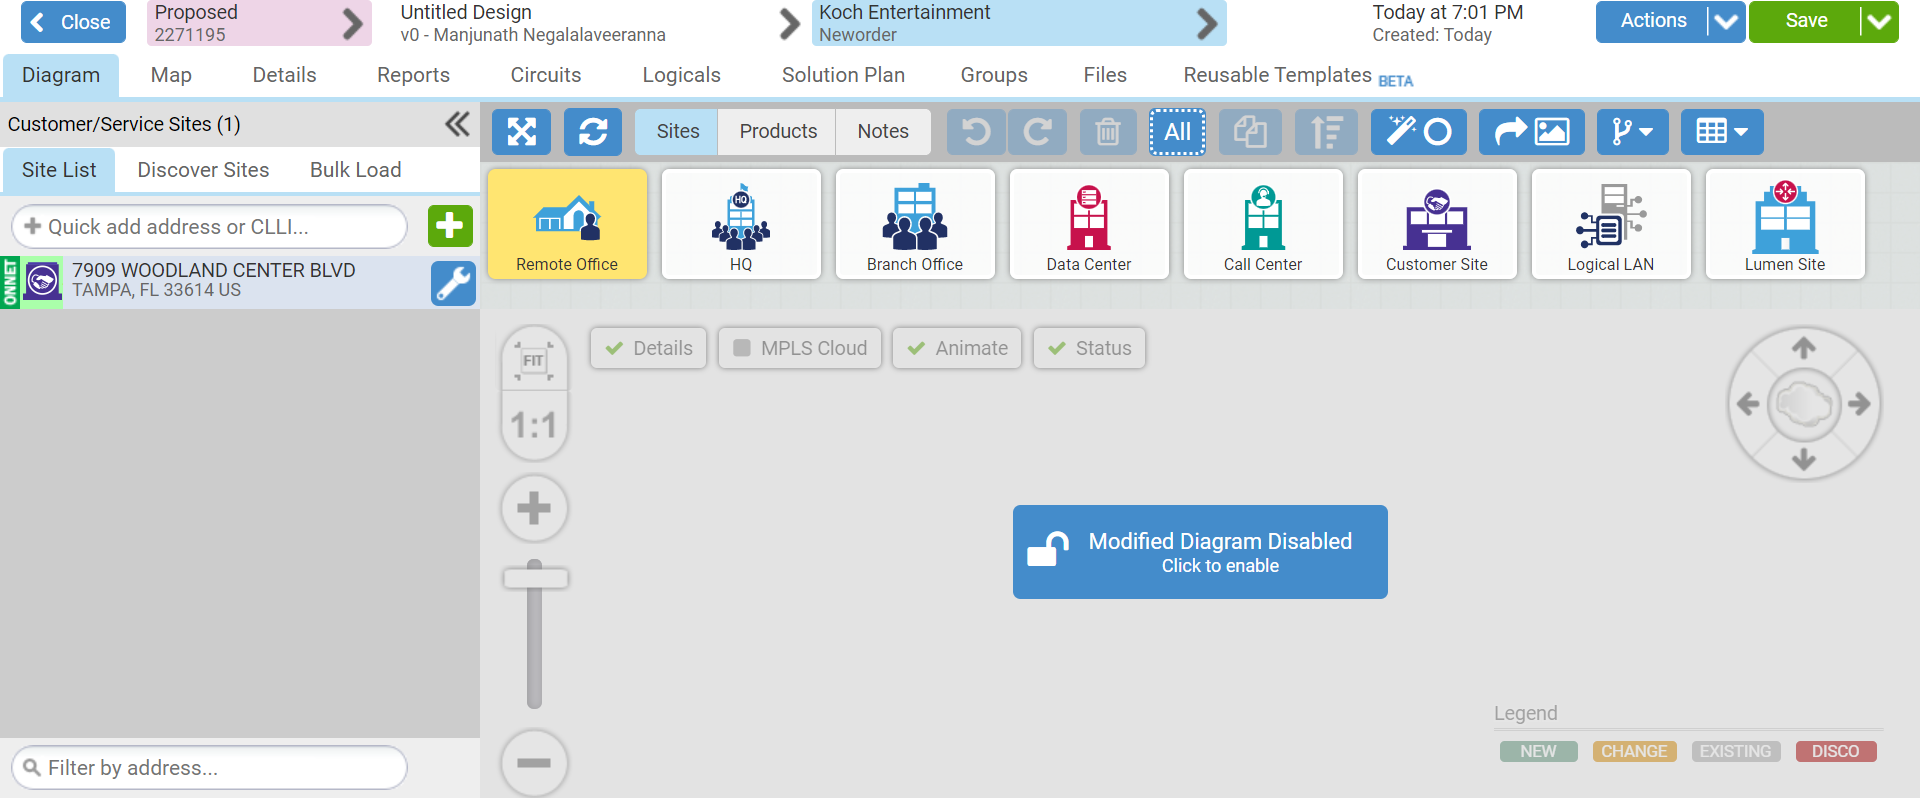 Close
Proposed
2271195
Untitled Design
v0 - Manjunath Negalalaveeranna
Koch Entertainment
Neworder
Today at 7:01 PM
Created: Today
Actions
Save
Diagram
Map
Details
Reports
Circuits
Logicals
Solution Plan
Groups
Files
Reusable Templates BETA
Customer/Service Sites (1)
Sites
Products
Notes
All
Site List
Discover Sites
Bulk Load
Quick add address or CLLI...
ONNET
7909 WOODLAND CENTER BLVD
TAMPA, FL 33614 US
Remote Office
HQ
HQ
Branch Office
Data Center
Call Center
Customer Site
Logical LAN
Lumen Site
FIT
1:1
Details
MPLS Cloud
Animate
Status
Modified Diagram Disabled
Click to enable
Legend
NEW
CHANGE
EXISTING
DISCO
Filter by address...